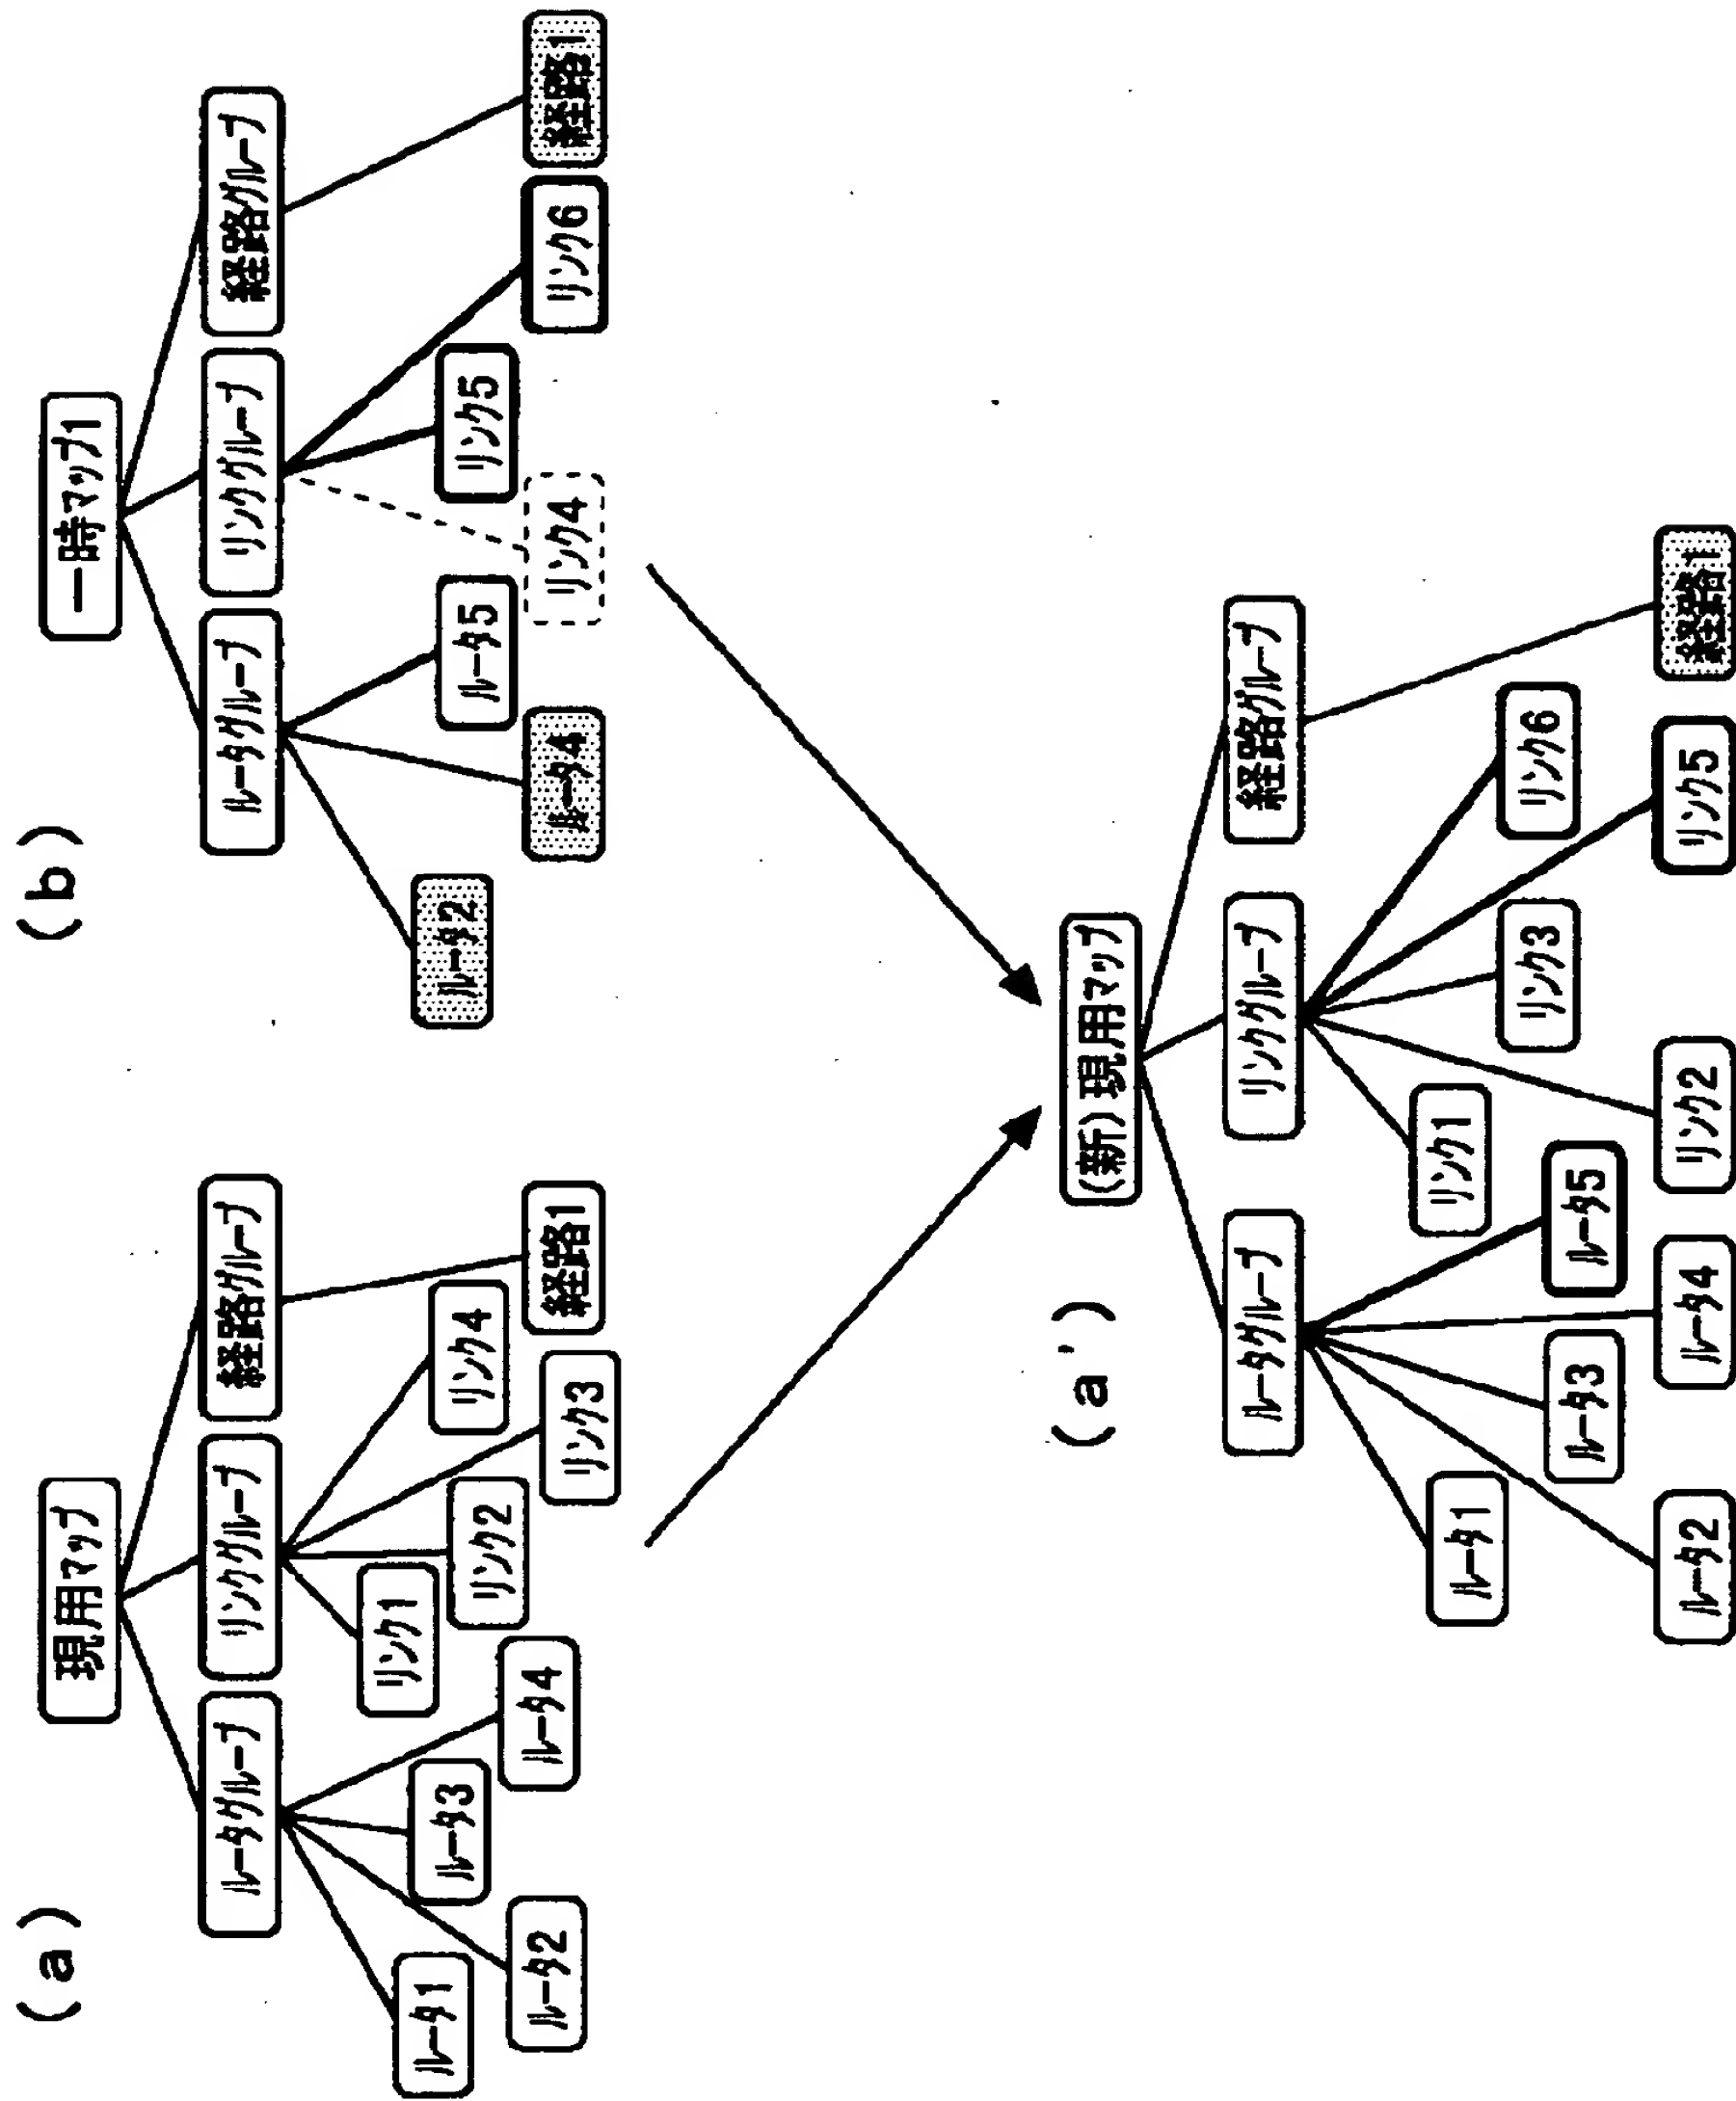 (a)
現用マップ
ルータグループ
リンクグループ
経路グループ
ルータ1
ルータ2
ルータ3
ルータ4
リンク1
リンク2
リンク3
リンク4
経路1
(b)
一時マップ1
ルータグループ
リンクグループ
経路グループ
ルータ2
ルータ4
ルータ5
リンク4
リンク5
リンク6
経路1
(a')
(新)現用マップ
ルータグループ
リンクグループ
経路グループ
ルータ1
ルータ2
ルータ3
ルータ4
ルータ5
リンク1
リンク2
リンク3
リンク5
リンク6
経路1